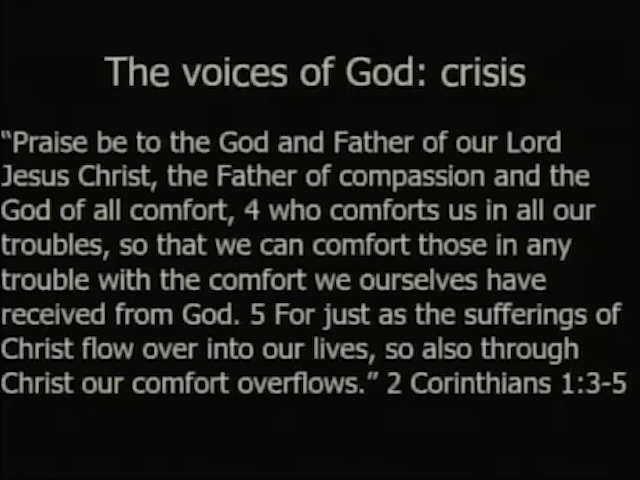 The voices of God: crisis
“Praise be to the God and Father of our Lord
Jesus Christ, the Father of compassion and the
God of all comfort, 4 who comforts us in all our
troubles, so that we can comfort those in any
trouble with the comfort we ourselves have
received from God. 5 For just as the sufferings of
Christ flow over into our lives, so also through
Christ our comfort overflows.” 2 Corinthians 1:3-5